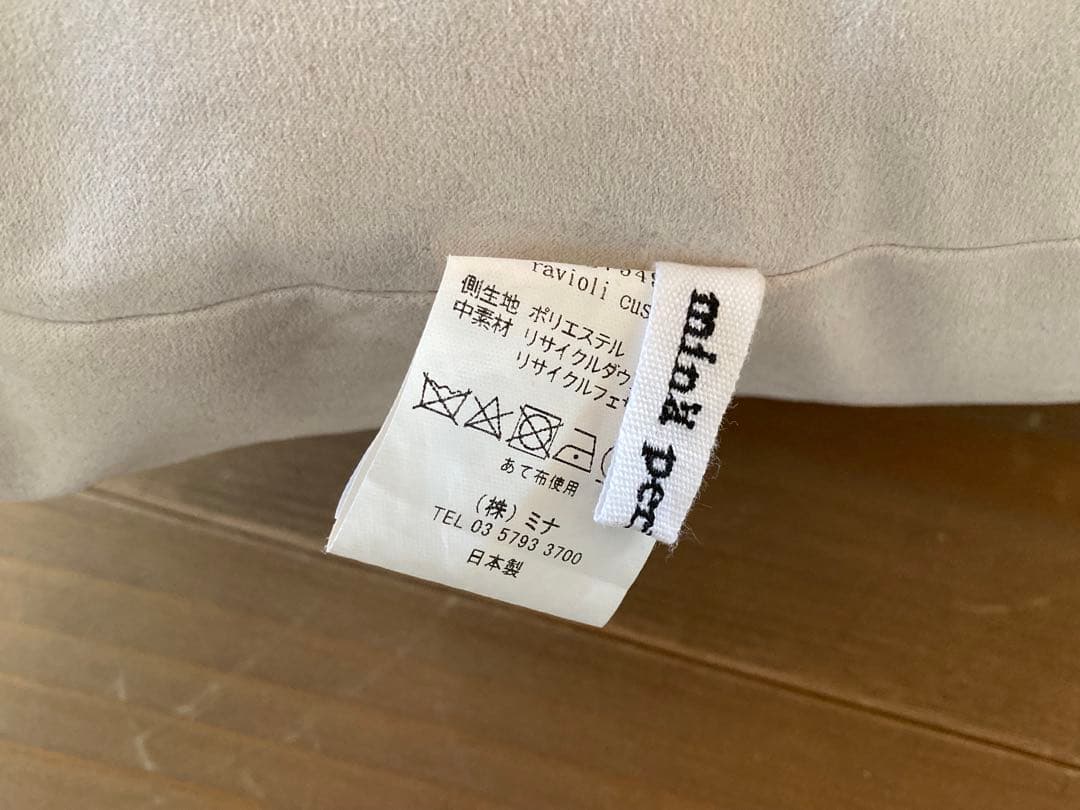 ravioli cus
側生地 ポリエステル
中素材 リサイクルダウ
リサイクルフェ
あて布使用
(株)ミナ
TEL 03 5793 3700
日本製
mina per